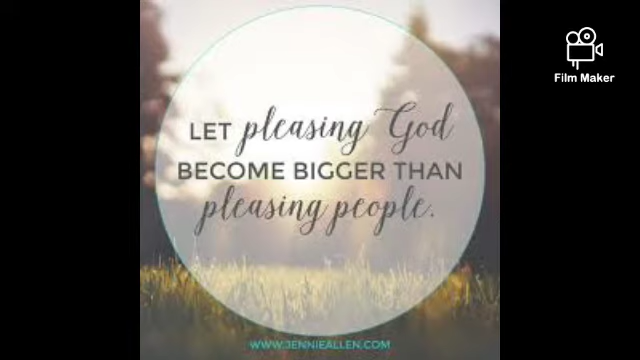 LET pleasing God
BECOME BIGGER THAN
pleasing people.
WWW.JENNIEALLEN.COM
Film Maker